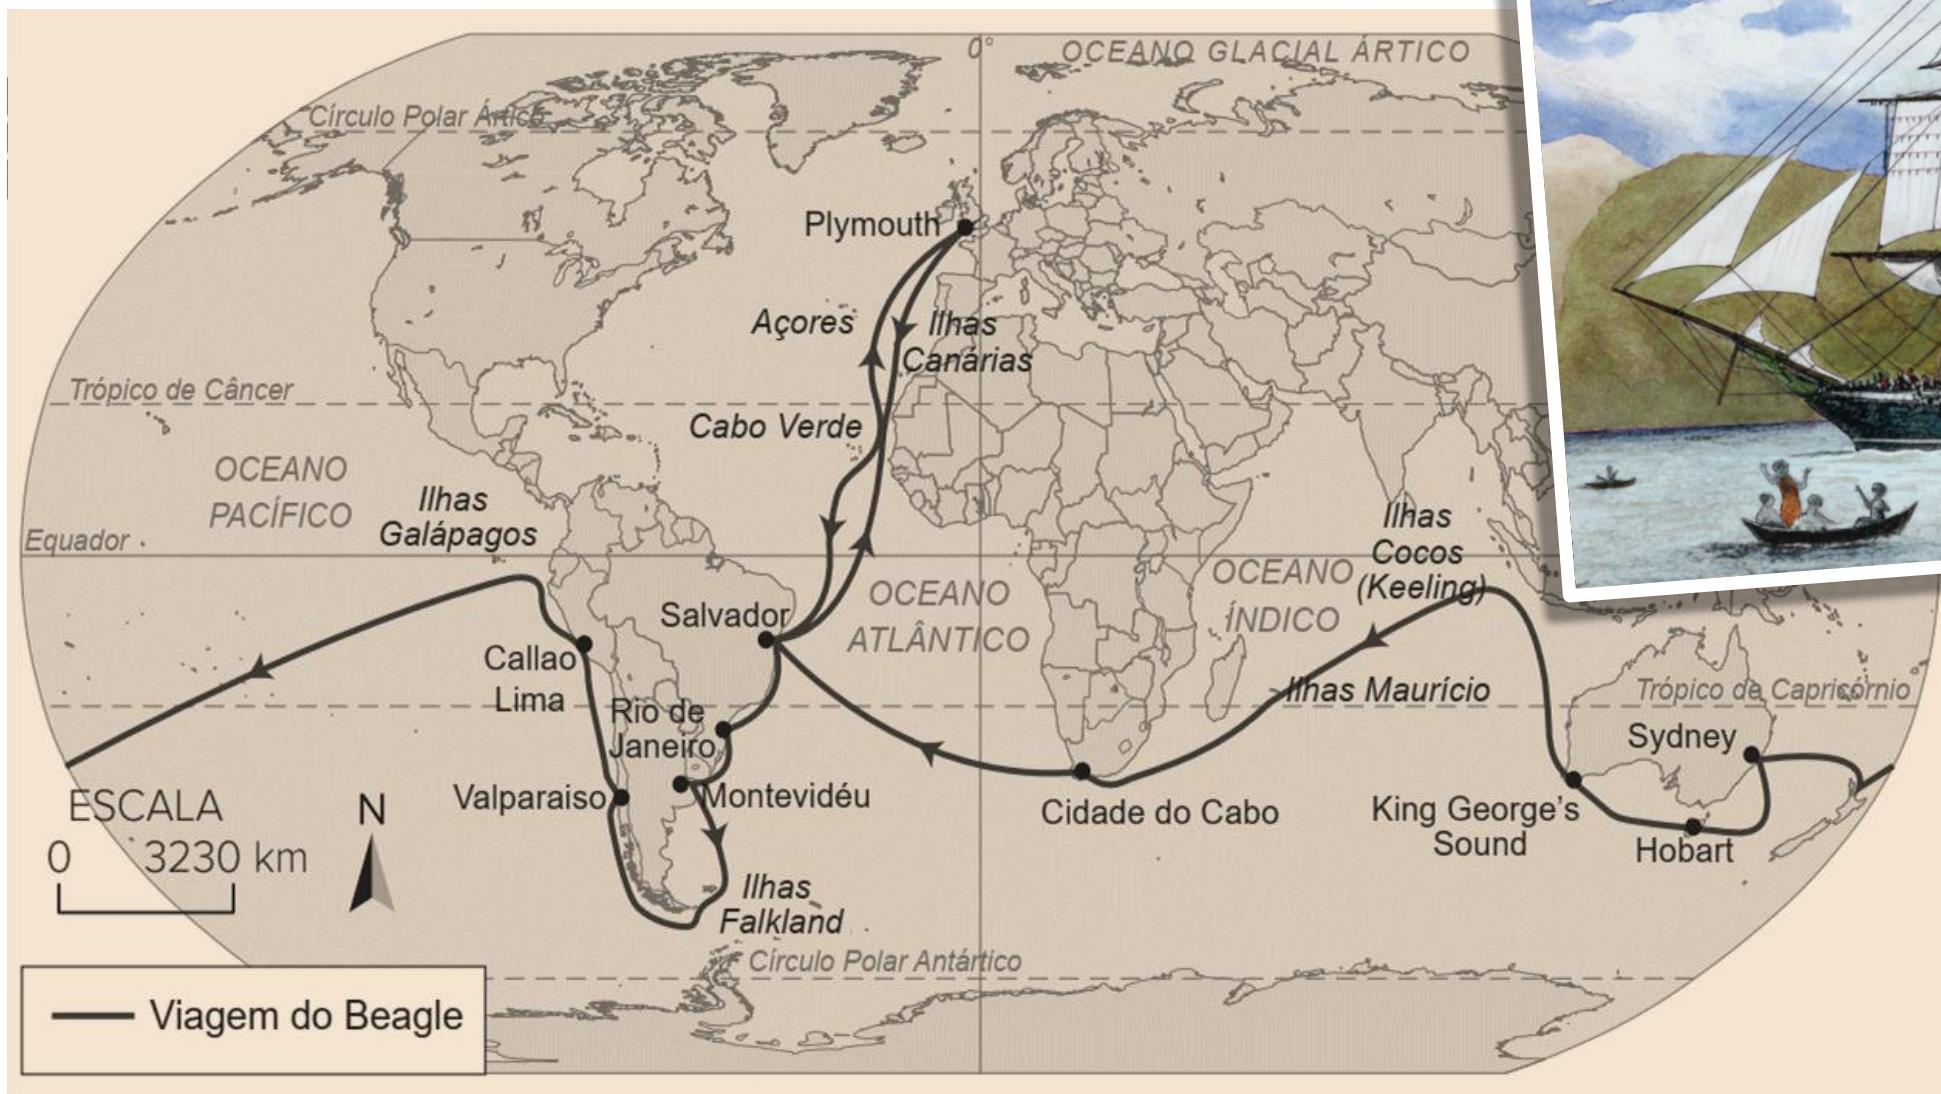 0°
OCEANO GLACIAL ÁRTICO
Círculo Polar Ártico
Plymouth
Açores
Ilhas
Canárias
Trópico de Câncer
Cabo Verde
OCEANO
PACÍFICO
Ilhas
Galápagos
Equador
Ilhas
Cocos
(Keeling)
OCEANO
ÍNDICO
OCEANO
ATLÂNTICO
Salvador
Callao
Lima
Ilhas Maurício
Trópico de Capricórnio
Rio de
Janeiro
Sydney
Valparaiso
Montevidéu
Cidade do Cabo
King George's
Sound
Hobart
ESCALA
0 3230 km
N
Ilhas
Falkland
Círculo Polar Antártico
Viagem do Beagle